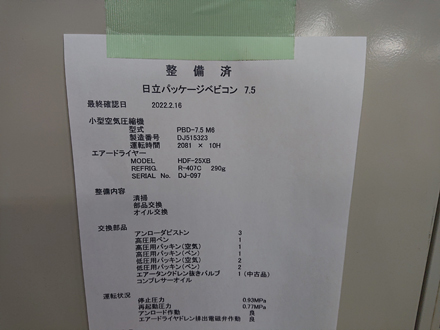 整 備 済
日立パッケージベビコン 7.5
最終確認日 2022.2.16
小型空気圧縮機
型式 PBD-7.5 M6
製造番号 DJ515323
運転時間 2081 × 10H
エアードライヤー
MODEL HDF-25XB
REFRIG. R-407C 290g
SERIAL No. DJ-097
整備内容
清掃
部品交換
オイル交換
交換部品
アンローダピストン 3
高圧用ベン 1
高圧用パッキン(空気) 1
高圧用パッキン(ベン) 1
低圧用パッキン(空気) 2
低圧用パッキン(ベン) 2
エアータンクドレン抜きバルブ 1 (中古品)
コンプレサーオイル
運転状況
停止圧力 0.93MPa
再起動圧力 0.77MPa
アンロード作動 良
エアードライヤドレン排出電磁弁作動 良